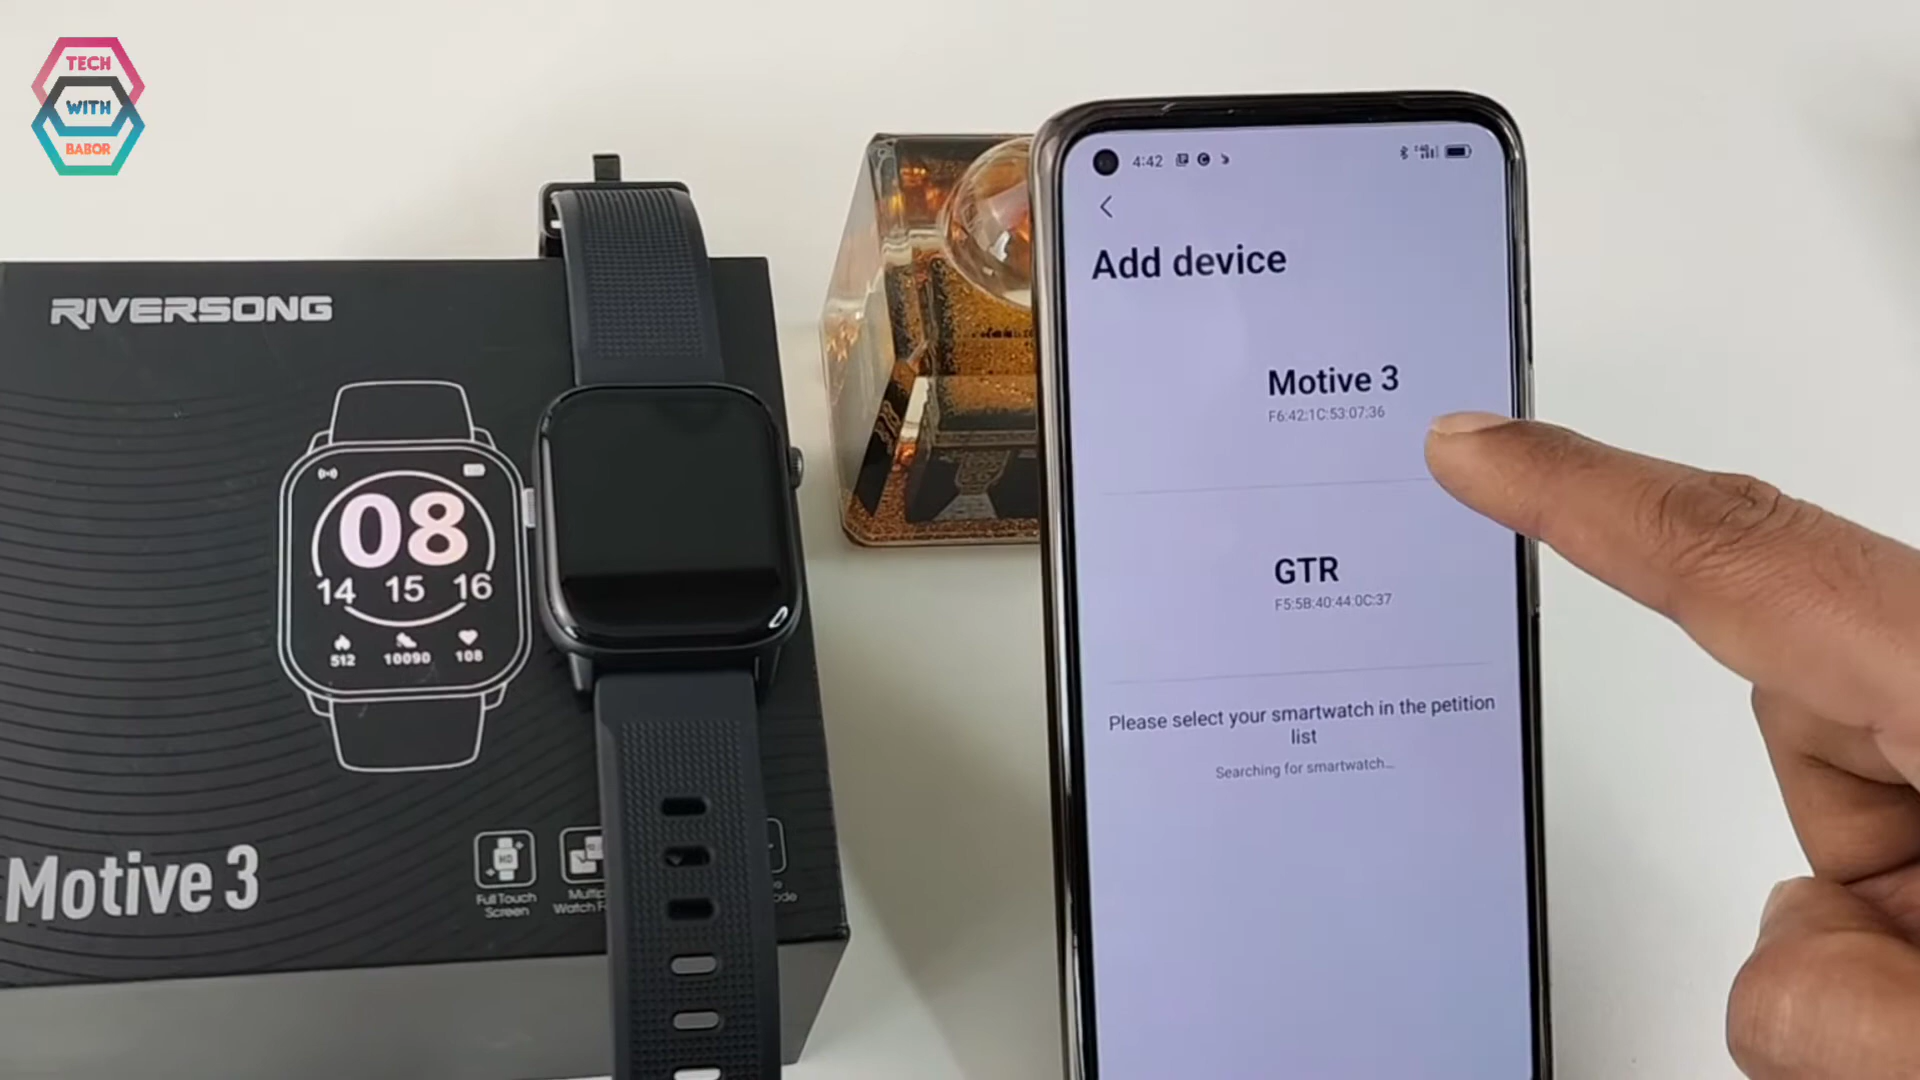 TECH
WITH
BABOR
RIVERSONG
08
14 15 16
512 10090 108
Motive 3
Full Touch
Screen
Watch
4:42
Add device
Motive 3
F6:42:1C:53:07:36
GTR
F5:5B:40:44:0C:37
Please select your smartwatch in the petition
list
Searching for smartwatch...